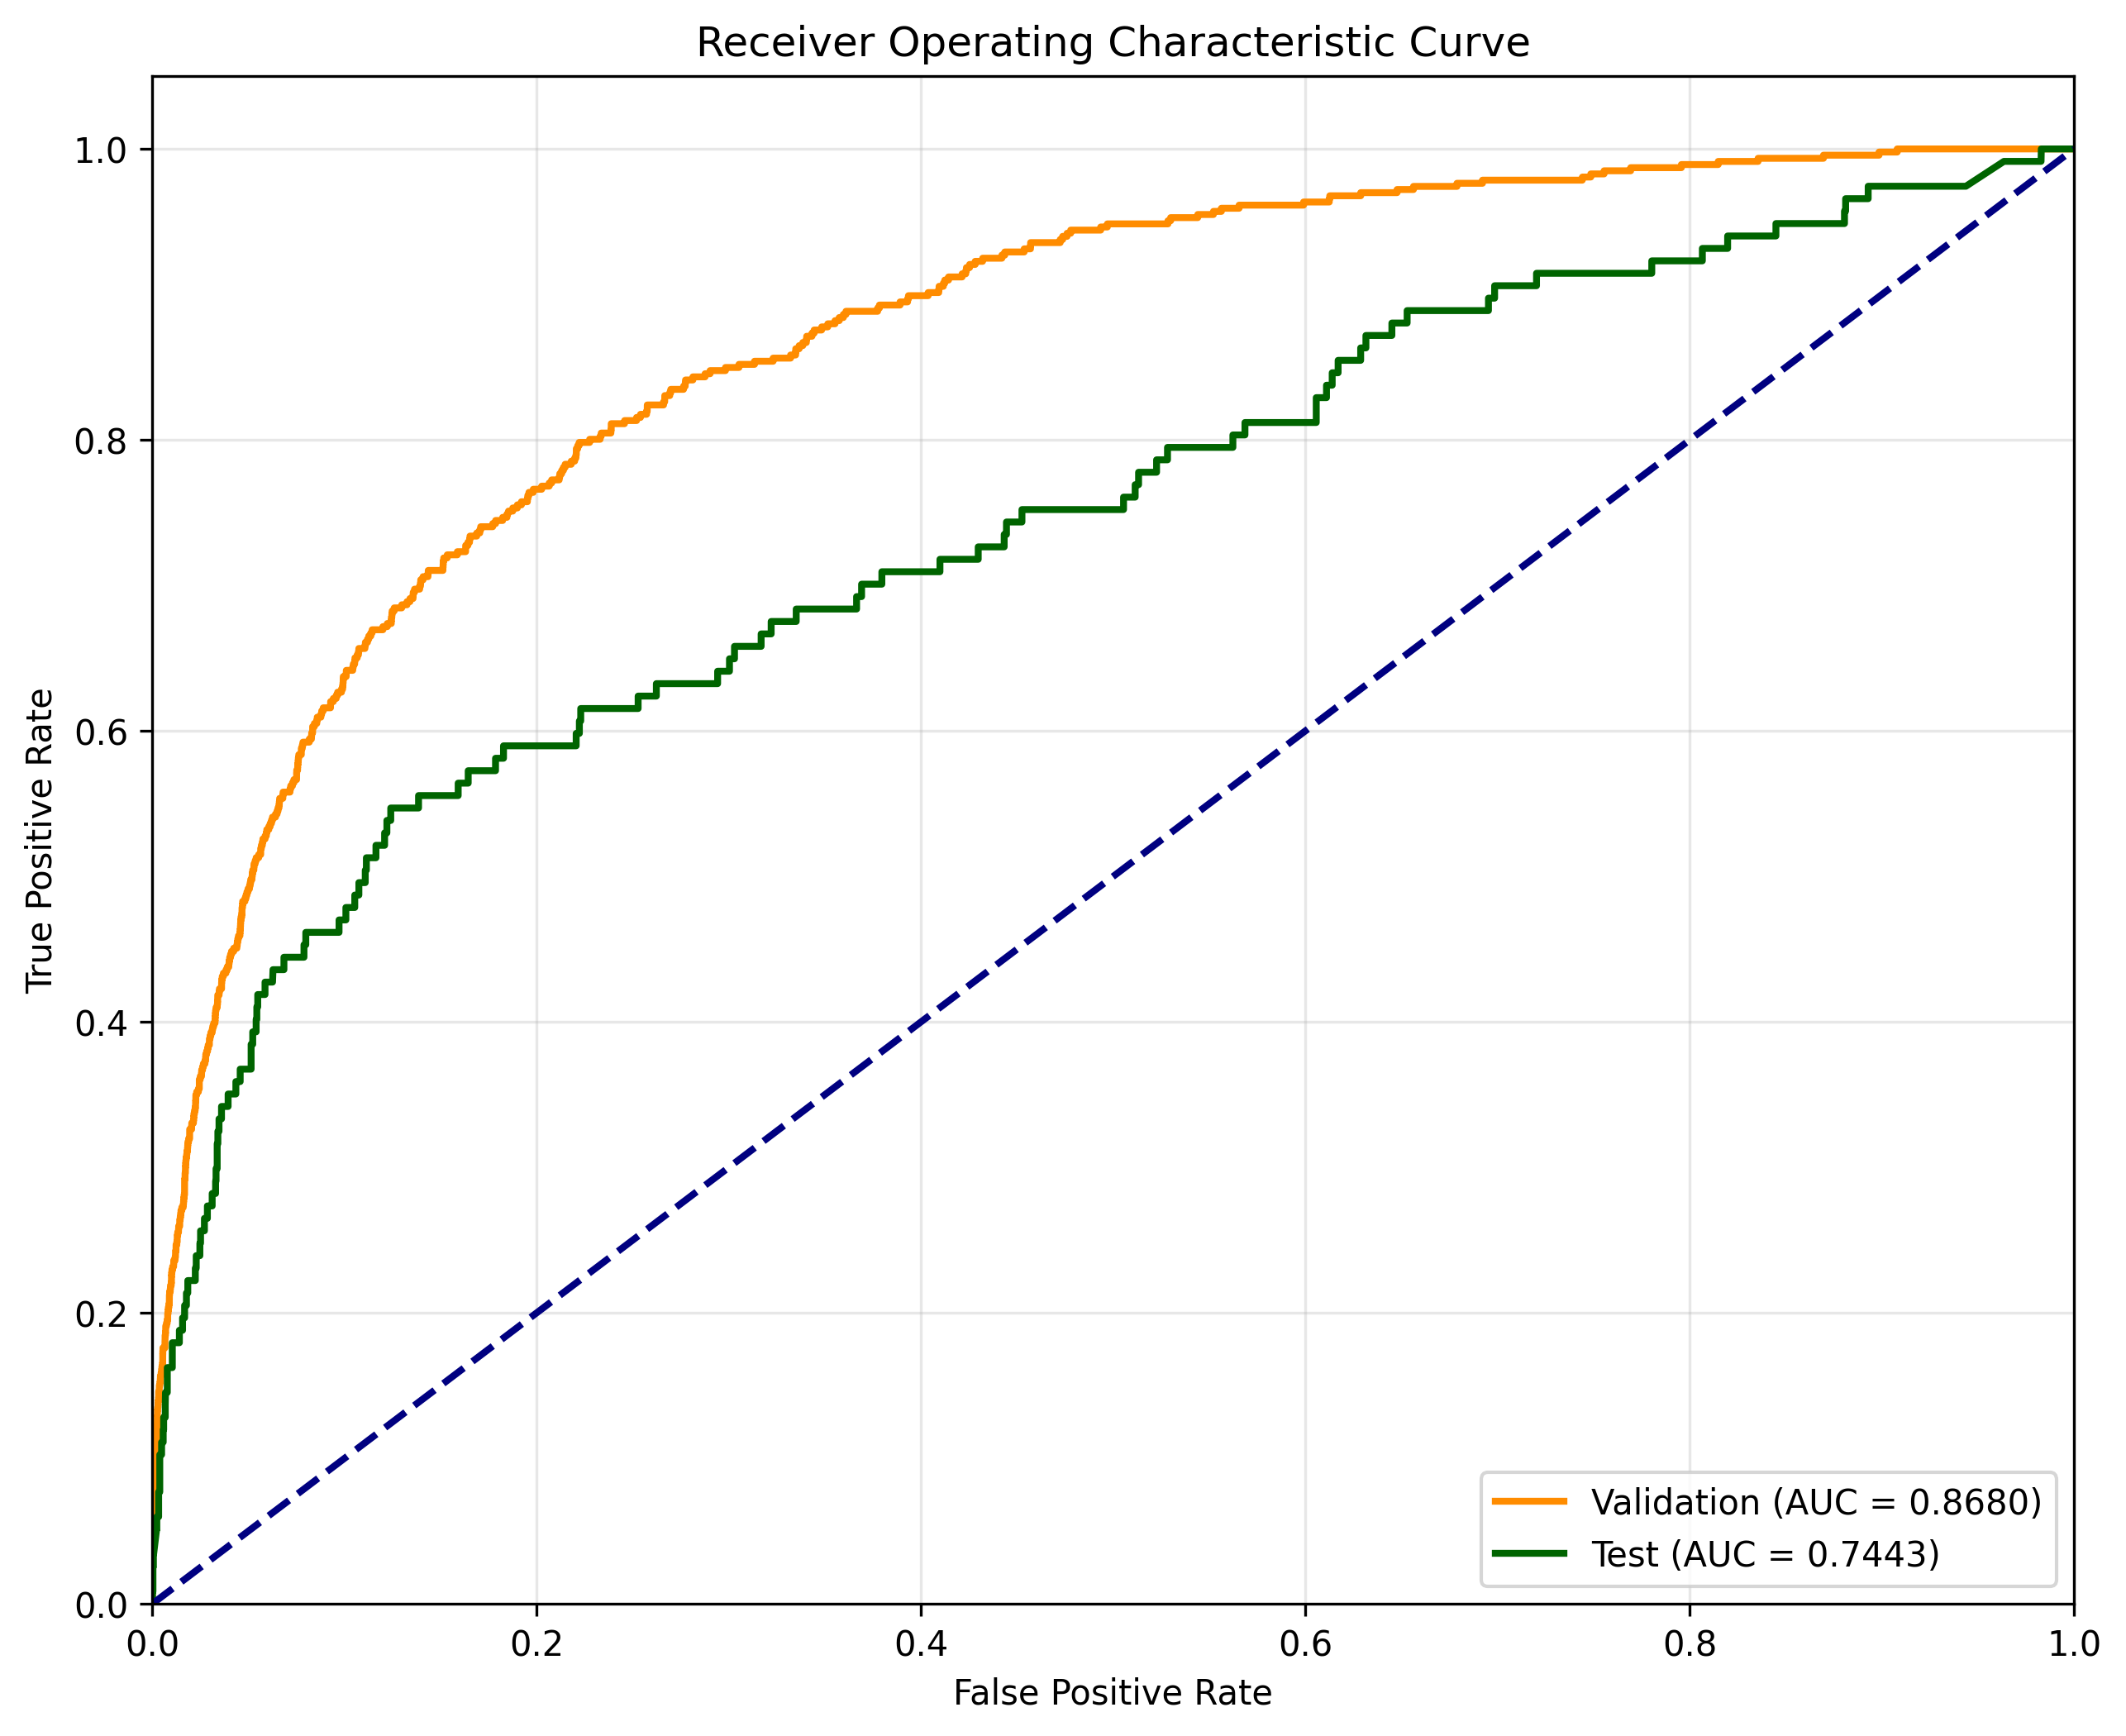 Receiver Operating Characteristic Curve
1.0
0.8
0.6
0.4
0.2
0.0
True Positive Rate
0.0 0.2 0.4 0.6 0.8 1.0
False Positive Rate
Validation (AUC = 0.8680)
Test (AUC = 0.7443)